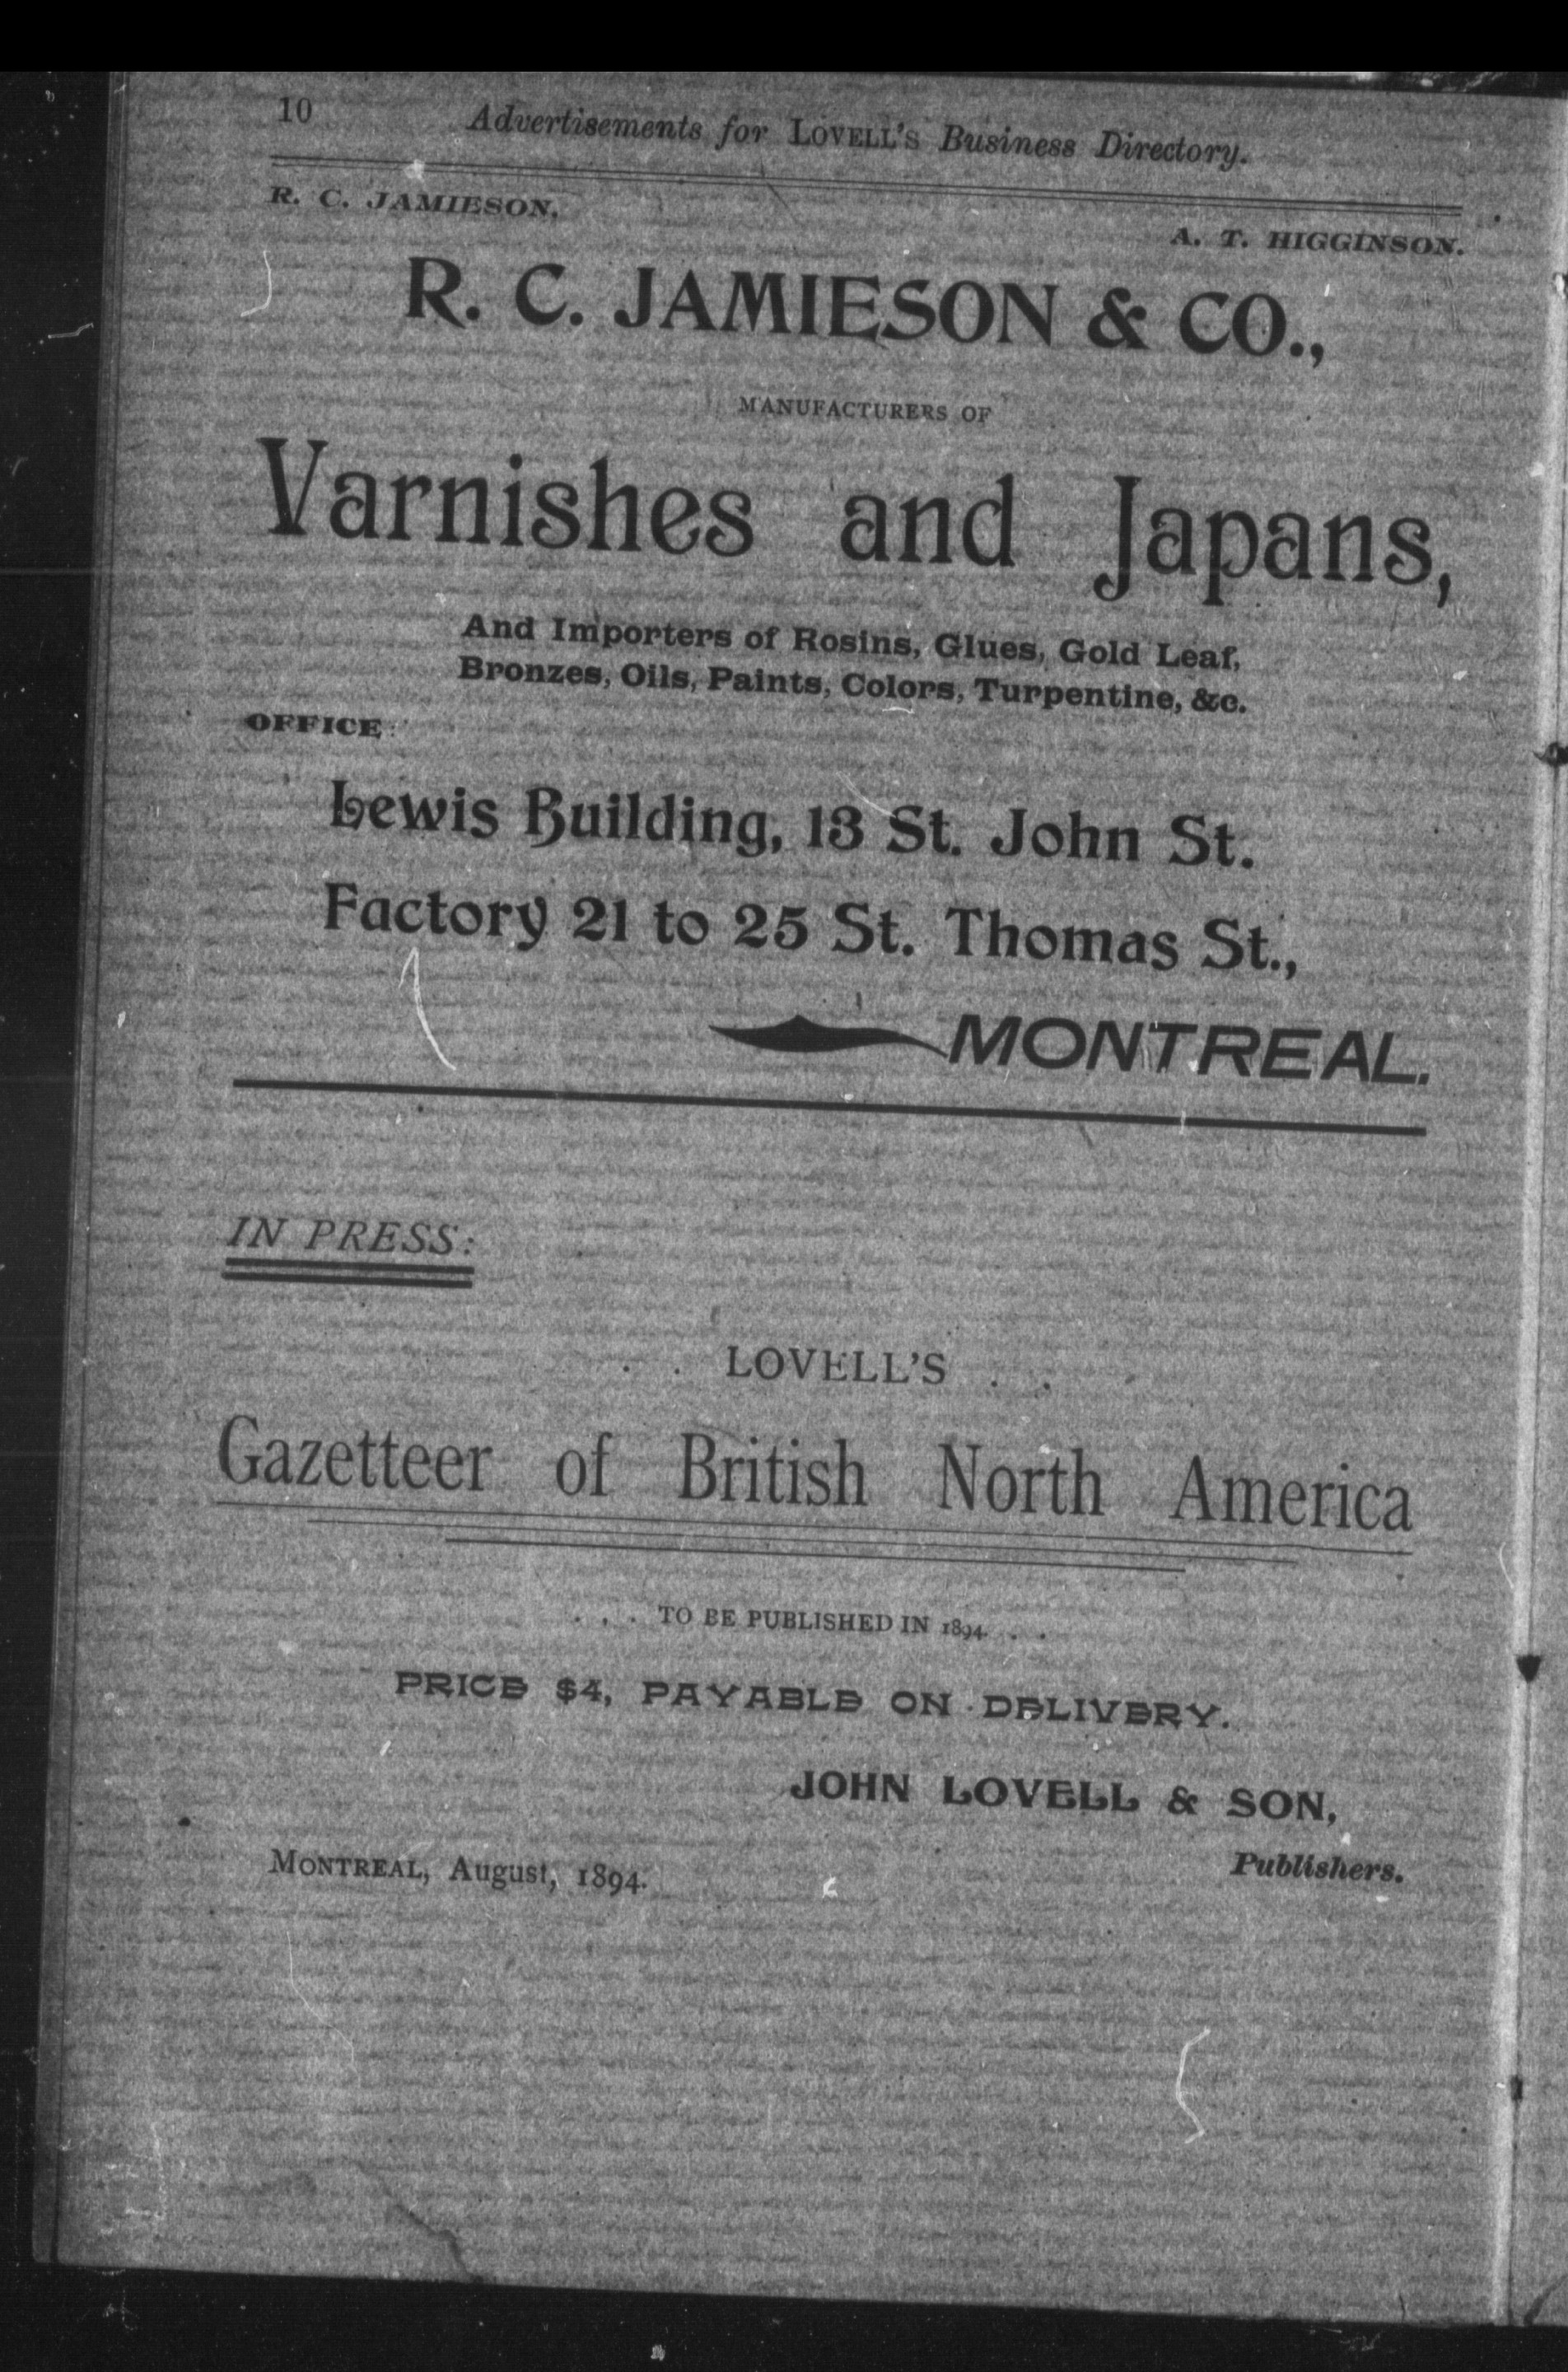 10
Advertisements for LOVELL'S Business Directory.
R. C. JAMIESON.
A. T. HIGGINSON.
R. C. JAMIESON & CO.,
MANUFACTURERS OF
Varnishes and Japans,
And Importers of Rosins, Glues, Gold Leaf,
Bronzes, Oils, Paints, Colors, Turpentine, &c.
OFFICE:
Lewis Building, 13 St. John St.
Factory 21 to 25 St. Thomas St.,
MONTREAL.
IN PRESS:
. . LOVELL'S . .
Gazetteer of British North America
. . . TO BE PUBLISHED IN 1894. . .
PRICE $4, PAYABLE ON DELIVERY.
JOHN LOVELL & SON,
Publishers.
MONTREAL, August, 1894.